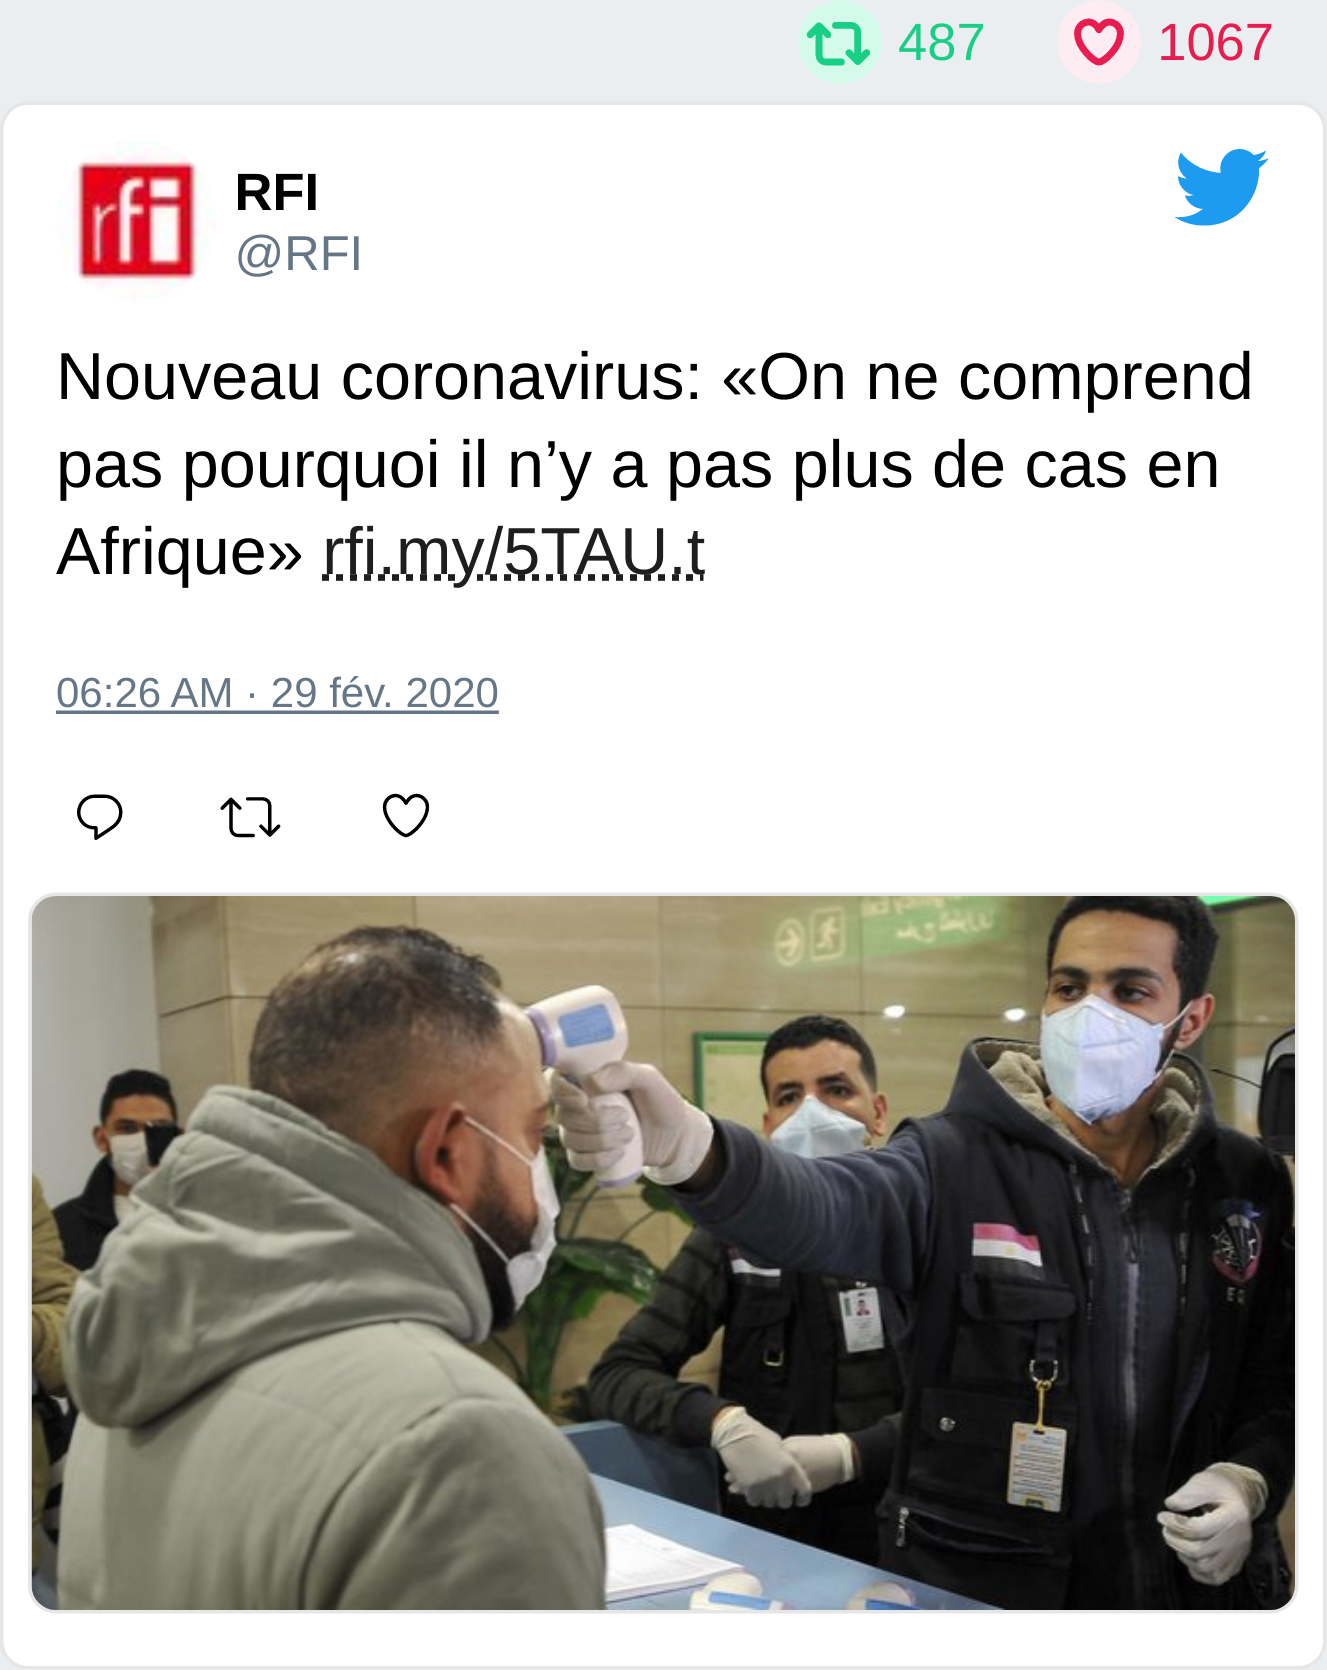 487 1067
rfi
RFI
@RFI
Nouveau coronavirus: «On ne comprend
pas pourquoi il n’y a pas plus de cas en
Afrique» rfi.my/5TAU.t
06:26 AM · 29 fév. 2020